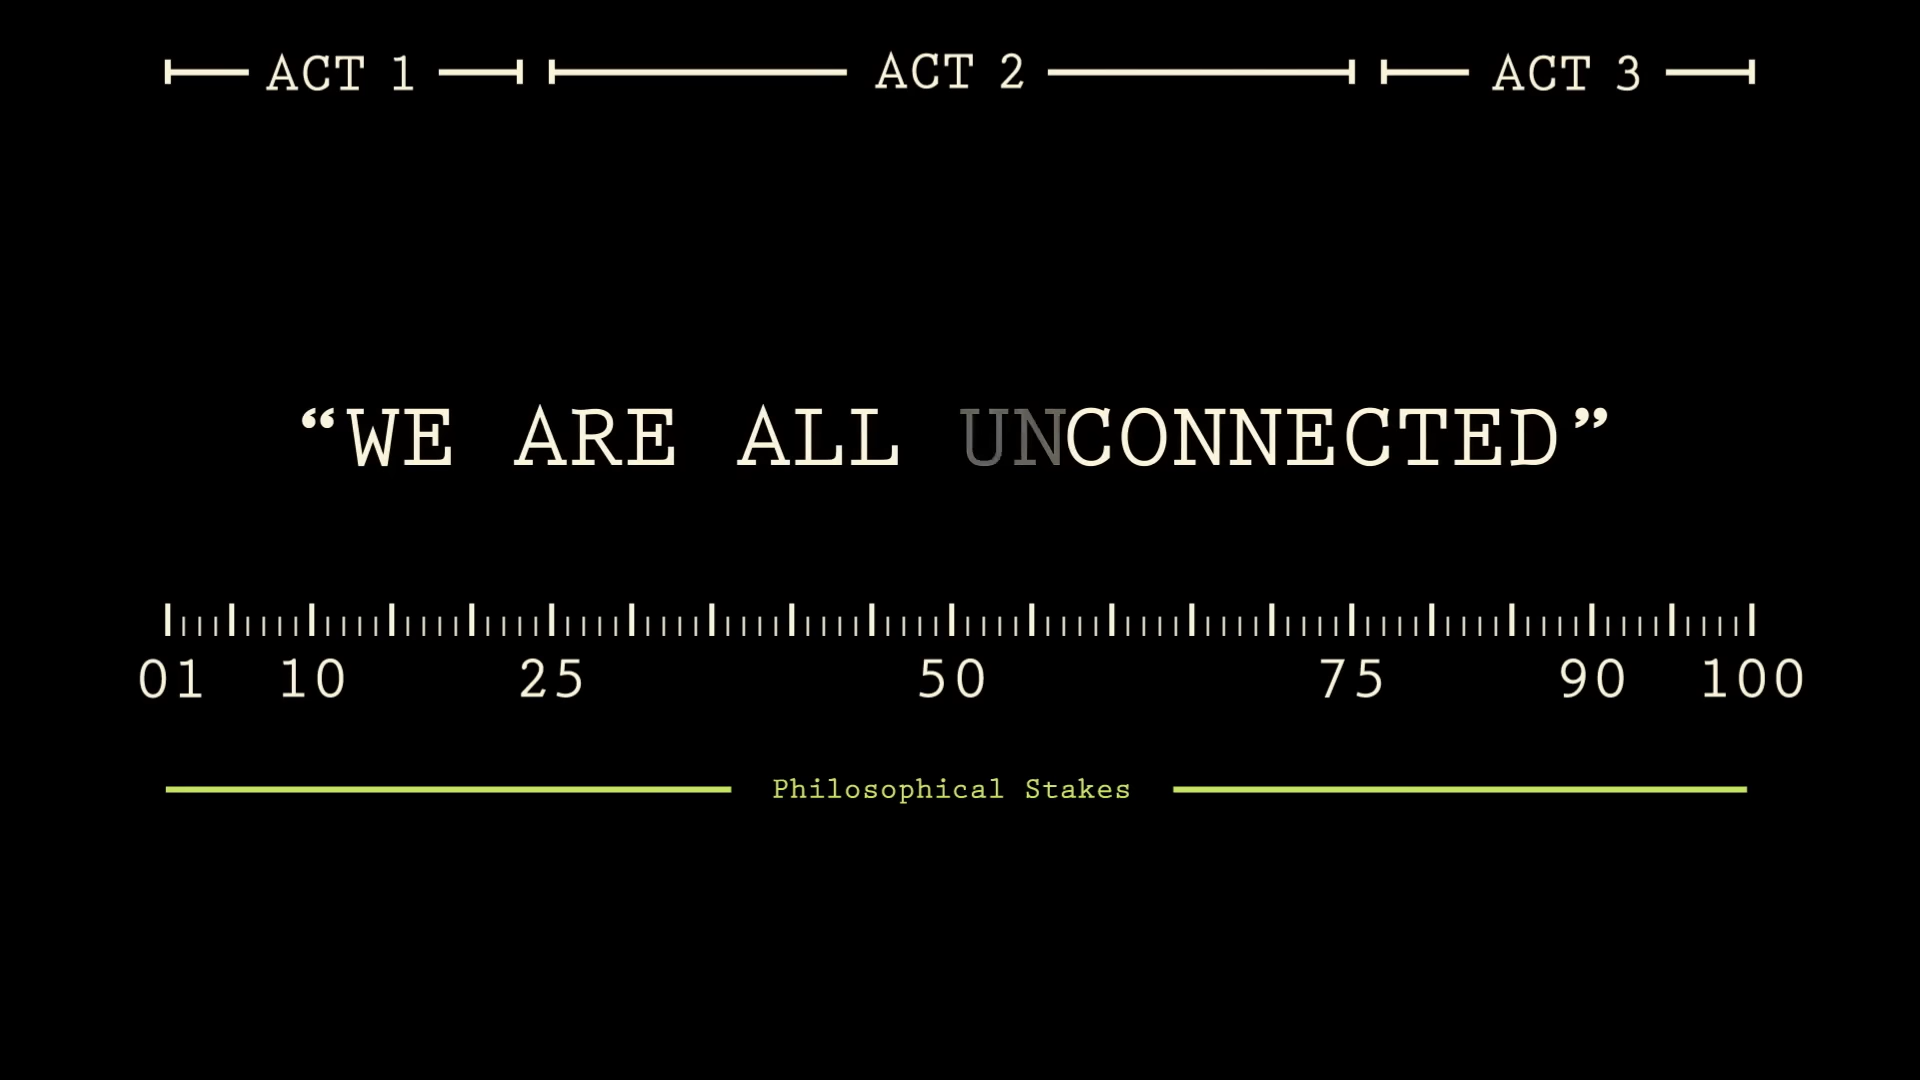 ACT 1 ACT 2 ACT 3
“WE ARE ALL UNCONNECTED”
01 10 25 50 75 90 100
Philosophical Stakes